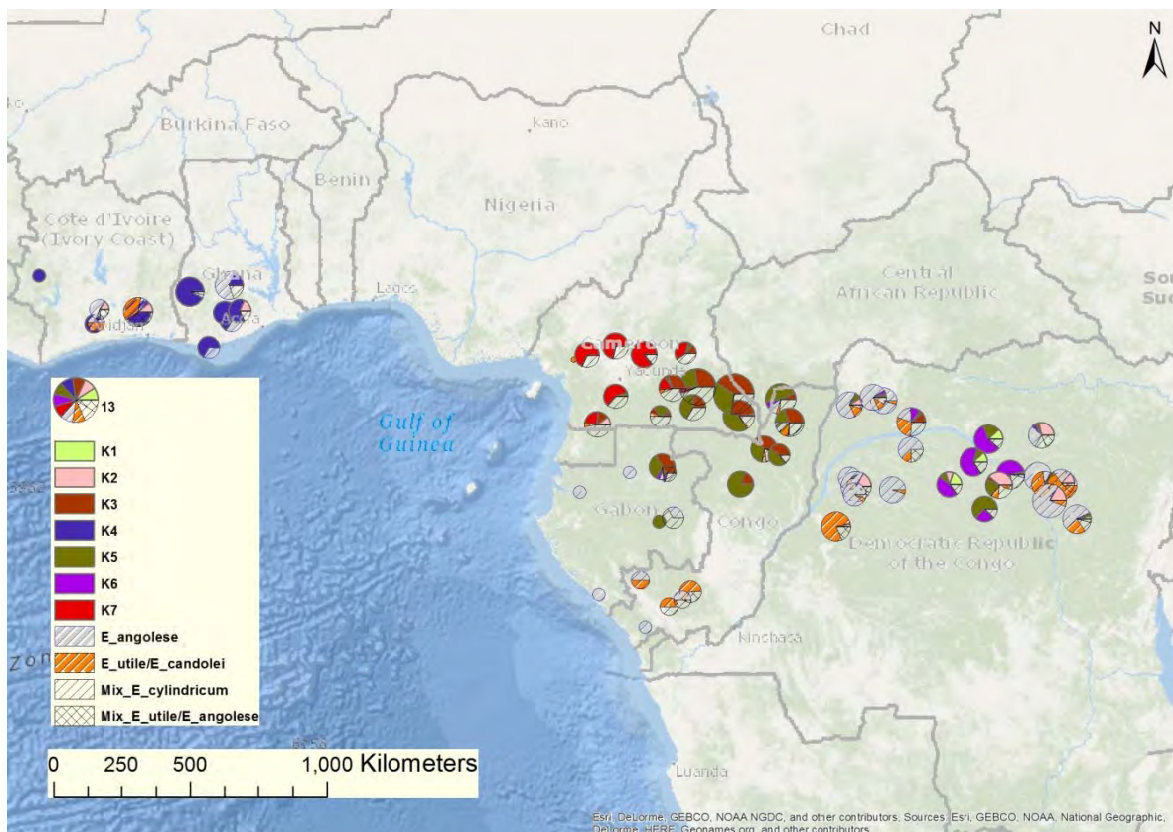 Chad
N
Burkina Faso
Kano
Benin
Nigeria
Cote d'Ivoire
(Ivory Coast)
Ghana
Central
African Republic
Lagos
Accra
Cameroon
Yaounde
Gulf of
Guinea
13
K1
K2
K3
K4
K5
K6
K7
E_angolese
E_utile/E_candolei
Mix_E_cylindricum
Mix_E_utile/E_angolese
Gabon
Congo
Democratic Republic
of the Congo
Kinshasa
Luanda
0 250 500 1,000 Kilometers
Esri, DeLorme, GEBCO, NOAA NGDC, and other contributors, Sources: Esri, GEBCO, NOAA, National Geographic,
DeLorme, HERE, Geonames.org, and other contributors